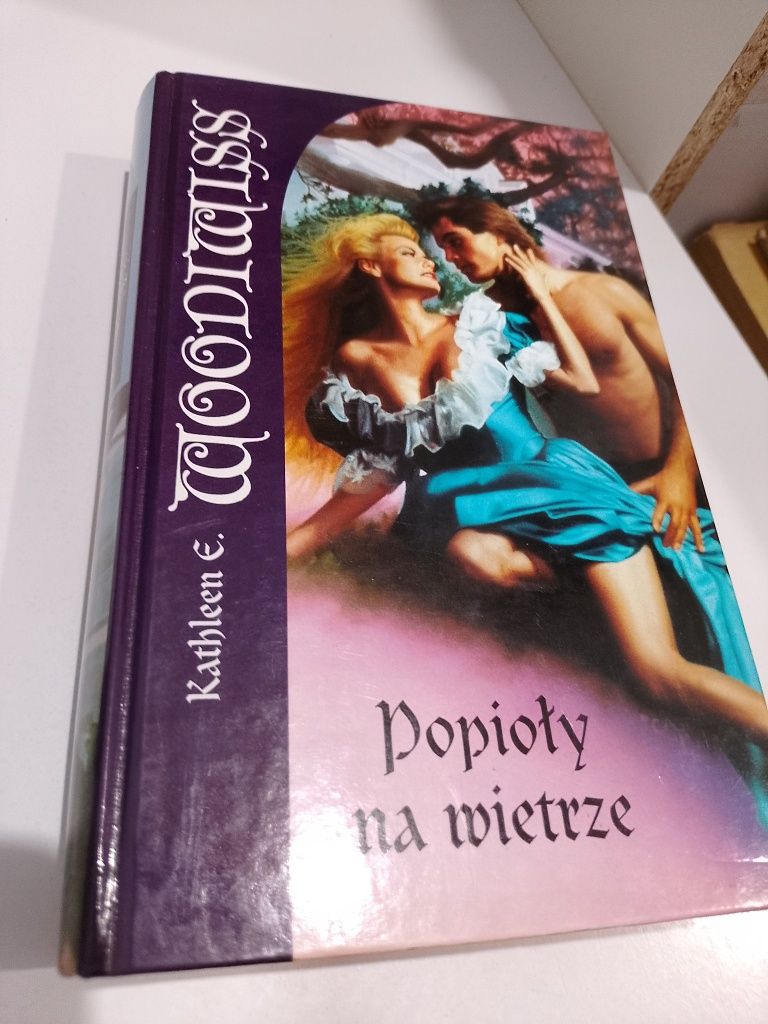 Kathleen E.
WOODIWISS
Popioły
na wietrze